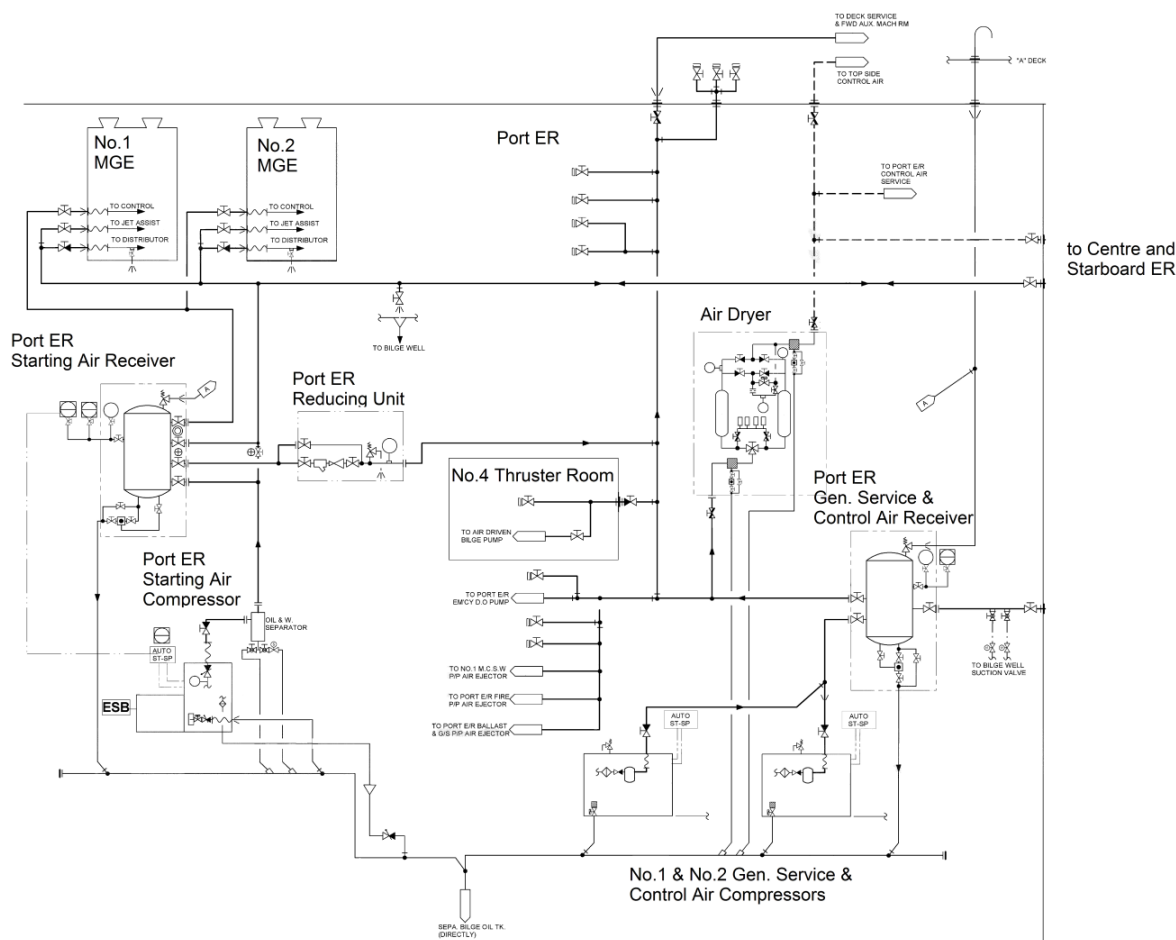 TO DECK SERVICE
& FWD AUX. MACH RM
TO TOP SIDE
CONTROL AIR
"A" DECK
No.1
MGE
No.2
MGE
Port ER
TO CONTROL
TO JET ASSIST
TO DISTRIBUTOR
TO CONTROL
TO JET ASSIST
TO DISTRIBUTOR
TO PORT E/R
CONTROL AIR
SERVICE
to Centre and
Starboard ER
TO BILGE WELL
Air Dryer
Port ER
Starting Air Receiver
A
Port ER
Reducing Unit
A
No.4 Thruster Room
TO AIR DRIVEN
BILGE PUMP
Port ER
Gen. Service &
Control Air Receiver
Port ER
Starting Air
Compressor
TO PORT E/R
EM'CY D.O PUMP
OIL & W.
SEPARATOR
AUTO
ST-SP
ESB
TO NO.1 M.C.S.W
P/P AIR EJECTOR
TO PORT E/R FIRE
P/P AIR EJECTOR
TO PORT E/R BALLAST
& G/S P/P AIR EJECTOR
TO BILGE WELL
SUCTION VALVE
AUTO
ST-SP
AUTO
ST-SP
No.1 & No.2 Gen. Service &
Control Air Compressors
SEPA. BILGE OIL TK.
(DIRECTLY)